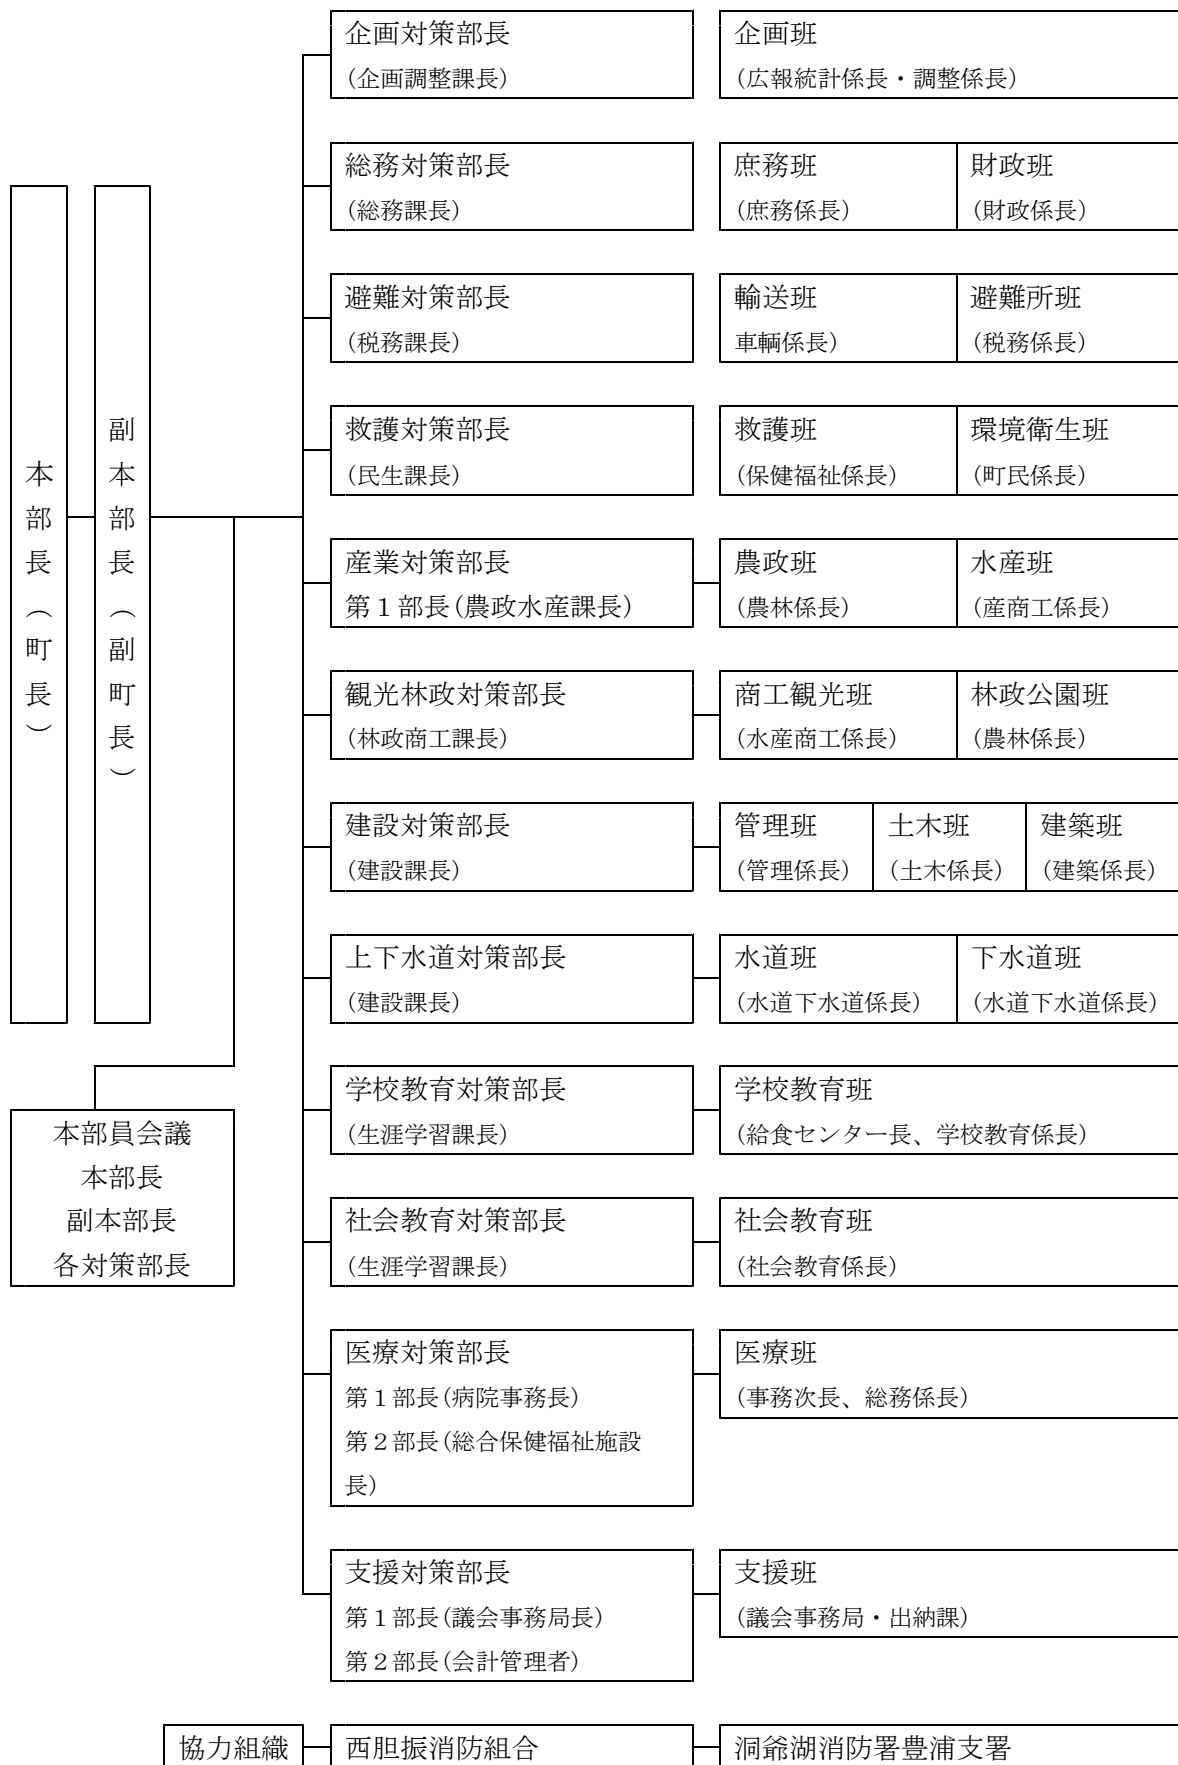 企画対策部長
(企画調整課長)
企画班
(広報統計係長・調整係長)
総務対策部長
(総務課長)
庶務班
(庶務係長)
財政班
(財政係長)
避難対策部長
(税務課長)
輸送班
車輌係長)
避難所班
(税務係長)
本部長(町長)
副本部長(副町長)
救護対策部長
(民生課長)
救護班
(保健福祉係長)
環境衛生班
(町民係長)
産業対策部長
第1部長(農政水産課長)
農政班
(農林係長)
水産班
(産商工係長)
観光林政対策部長
(林政商工課長)
商工観光班
(水産商工係長)
林政公園班
(農林係長)
建設対策部長
(建設課長)
管理班
(管理係長)
土木班
(土木係長)
建築班
(建築係長)
上下水道対策部長
(建設課長)
水道班
(水道下水道係長)
下水道班
(水道下水道係長)
本部員会議
本部長
副本部長
各対策部長
学校教育対策部長
(生涯学習課長)
学校教育班
(給食センター長、学校教育係長)
社会教育対策部長
(生涯学習課長)
社会教育班
(社会教育係長)
医療対策部長
第1部長(病院事務長)
第2部長(総合保健福祉施設
長)
医療班
(事務次長、総務係長)
支援対策部長
第1部長(議会事務局長)
第2部長(会計管理者)
支援班
(議会事務局・出納課)
協力組織
西胆振消防組合
洞爺湖消防署豊浦支署